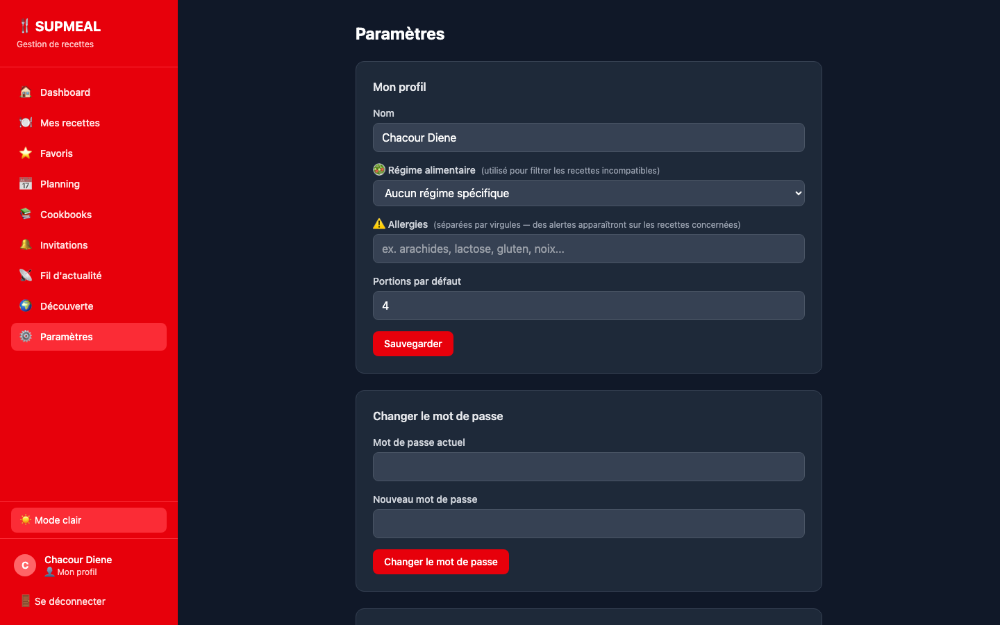 SUPMEAL
Gestion de recettes
Dashboard
Mes recettes
Favoris
17 Planning
Cookbooks
Invitations
Fil d'actualité
Découverte
Paramètres
Mode clair
C
Chacour Diene
Mon profil
Se déconnecter
Paramètres
Mon profil
Nom
Chacour Diene
Régime alimentaire (utilisé pour filtrer les recettes incompatibles)
Aucun régime spécifique
Allergies (séparées par virgules — des alertes apparaîtront sur les recettes concernées)
ex. arachides, lactose, gluten, noix...
Portions par défaut
4
Sauvegarder
Changer le mot de passe
Mot de passe actuel
Nouveau mot de passe
Changer le mot de passe